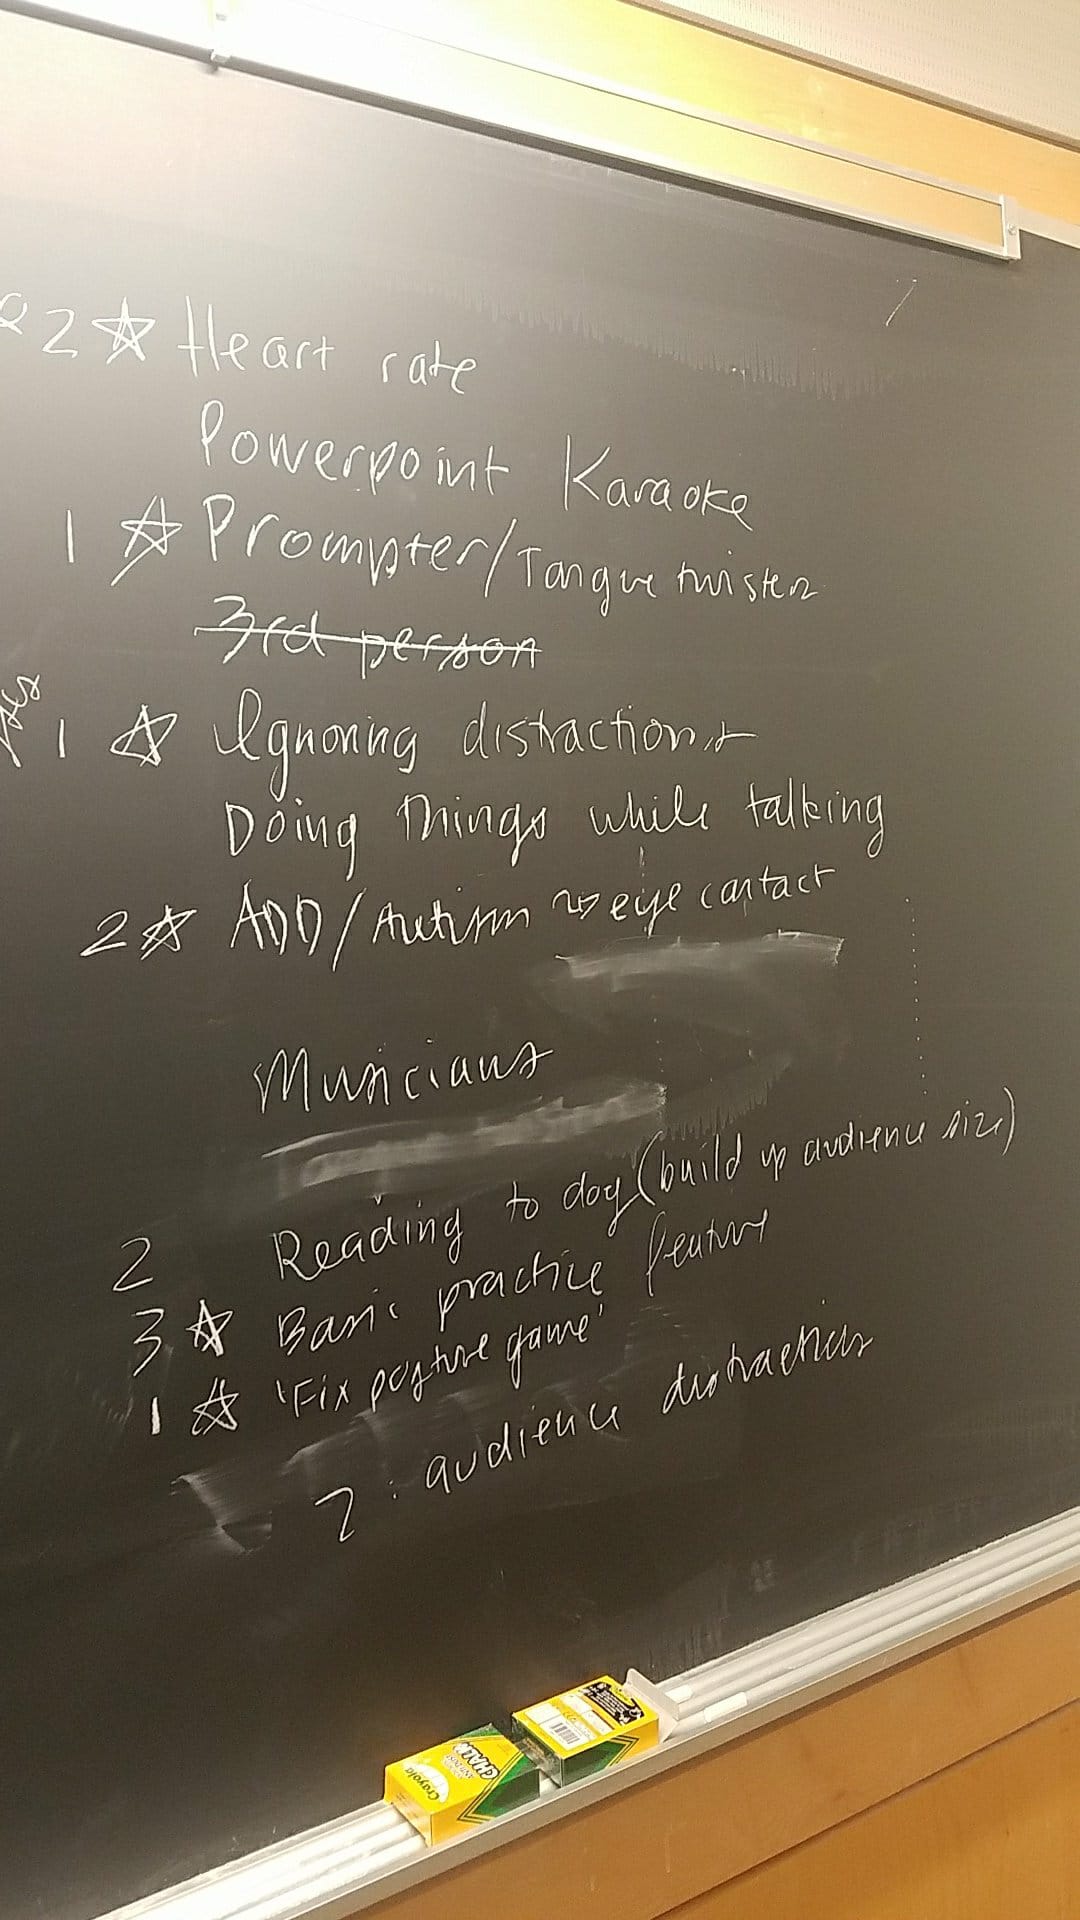 2 ☆ Heart rate
Powerpoint Karaoke
1 ☆ Prompter/Tongue twister
3rd person
1 ☆ Ignoring distractions
Doing things while talking
2 ☆ ADD/Autism → eye contact
Musicians
2 Reading to dog (build up audience size)
3 ☆ Basic practice feature
1 ☆ 'Fix posture game'
2 : audience distraction
Crayola
CHALK